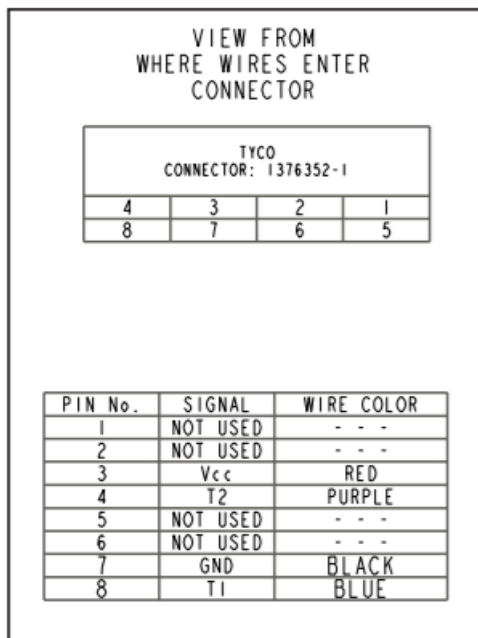 VIEW FROM
WHERE WIRES ENTER
CONNECTOR
TYCO
CONNECTOR: 1376352-1
4 3 2 1
8 7 6 5
PIN No. SIGNAL WIRE COLOR
1 NOT USED - - -
2 NOT USED - - -
3 Vcc RED
4 T2 PURPLE
5 NOT USED - - -
6 NOT USED - - -
7 GND BLACK
8 T1 BLUE